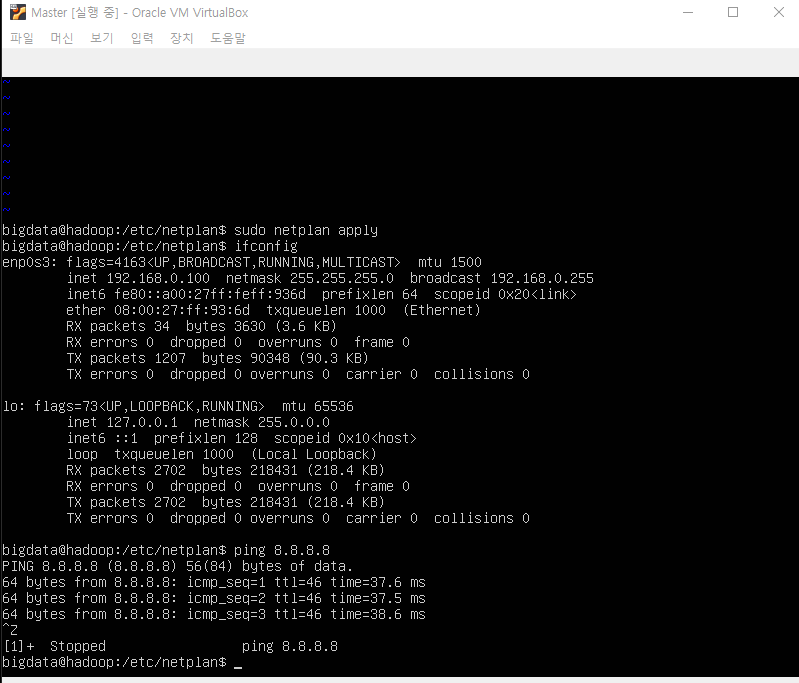 Master [실행 중] - Oracle VM VirtualBox
파일 머신 보기 입력 장치 도움말
~
~
~
~
~
~
~
~
~
bigdata@hadoop:/etc/netplan$ sudo netplan apply
bigdata@hadoop:/etc/netplan$ ifconfig
enp0s3: flags=4163<UP,BROADCAST,RUNNING,MULTICAST>  mtu 1500
        inet 192.168.0.100  netmask 255.255.255.0  broadcast 192.168.0.255
        inet6 fe80::a00:27ff:feff:936d  prefixlen 64  scopeid 0x20<link>
        ether 08:00:27:ff:93:6d  txqueuelen 1000  (Ethernet)
        RX packets 34  bytes 3630 (3.6 KB)
        RX errors 0  dropped 0  overruns 0  frame 0
        TX packets 1207  bytes 90348 (90.3 KB)
        TX errors 0  dropped 0 overruns 0  carrier 0  collisions 0

lo: flags=73<UP,LOOPBACK,RUNNING>  mtu 65536
        inet 127.0.0.1  netmask 255.0.0.0
        inet6 ::1  prefixlen 128  scopeid 0x10<host>
        loop  txqueuelen 1000  (Local Loopback)
        RX packets 2702  bytes 218431 (218.4 KB)
        RX errors 0  dropped 0  overruns 0  frame 0
        TX packets 2702  bytes 218431 (218.4 KB)
        TX errors 0  dropped 0 overruns 0  carrier 0  collisions 0

bigdata@hadoop:/etc/netplan$ ping 8.8.8.8
PING 8.8.8.8 (8.8.8.8) 56(84) bytes of data.
64 bytes from 8.8.8.8: icmp_seq=1 ttl=46 time=37.6 ms
64 bytes from 8.8.8.8: icmp_seq=2 ttl=46 time=37.5 ms
64 bytes from 8.8.8.8: icmp_seq=3 ttl=46 time=38.6 ms
^Z
[1]+  Stopped                 ping 8.8.8.8
bigdata@hadoop:/etc/netplan$ _